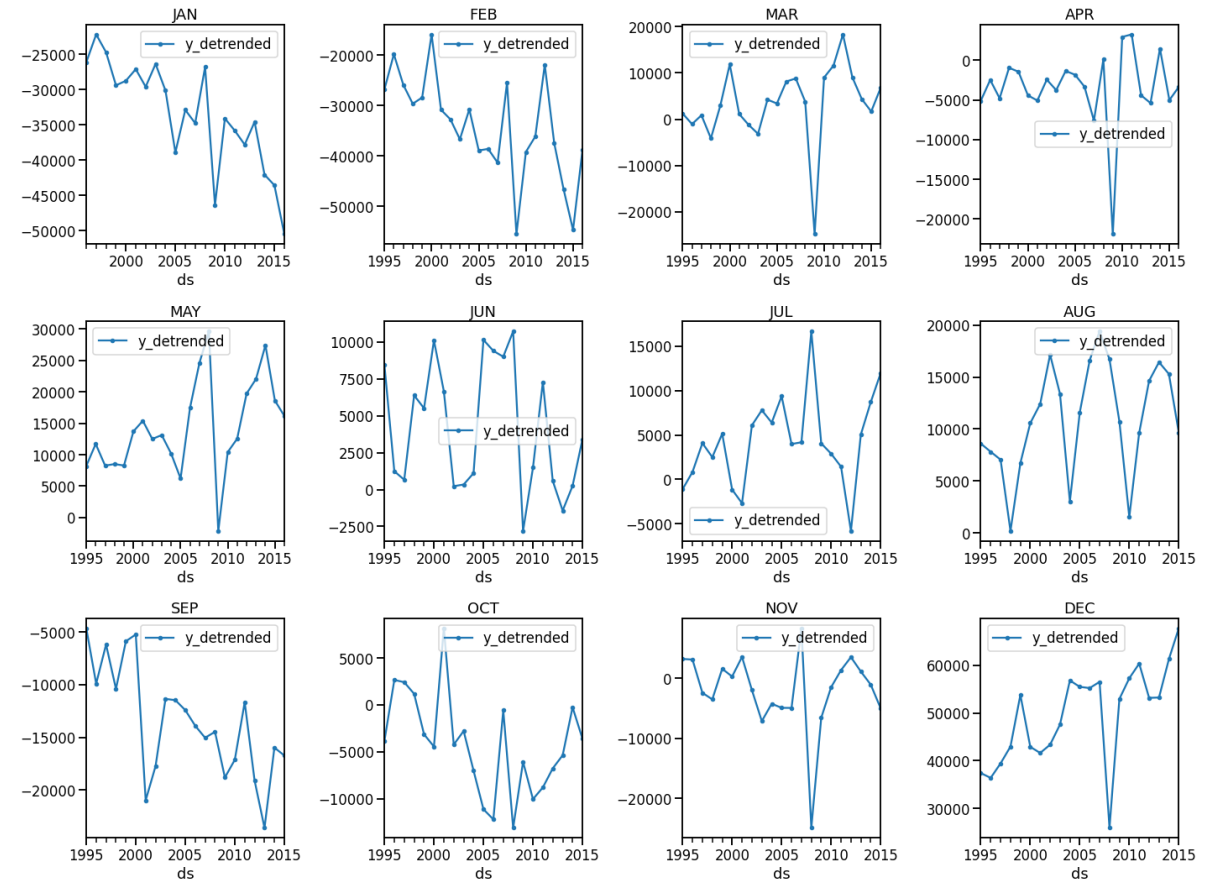 JAN
FEB
MAR
APR
y_detrended
y_detrended
y_detrended
y_detrended
−25000
−30000
−35000
−40000
−45000
−50000
2000 2005 2010 2015
ds
−20000
−30000
−40000
−50000
1995 2000 2005 2010 2015
ds
20000
10000
0
−10000
−20000
1995 2000 2005 2010 2015
ds
0
−5000
−10000
−15000
−20000
2000 2005 2010 2015
ds
MAY
JUN
JUL
AUG
y_detrended
y_detrended
y_detrended
y_detrended
30000
25000
20000
15000
10000
5000
0
1995 2000 2005 2010 2015
ds
10000
7500
5000
2500
0
−2500
1995 2000 2005 2010 2015
ds
15000
10000
5000
0
−5000
1995 2000 2005 2010 2015
ds
20000
15000
10000
5000
0
1995 2000 2005 2010 2015
ds
SEP
OCT
NOV
DEC
y_detrended
y_detrended
y_detrended
y_detrended
−5000
−10000
−15000
−20000
1995 2000 2005 2010 2015
ds
5000
0
−5000
−10000
1995 2000 2005 2010 2015
ds
0
−10000
−20000
1995 2000 2005 2010 2015
ds
60000
50000
40000
30000
1995 2000 2005 2010 2015
ds